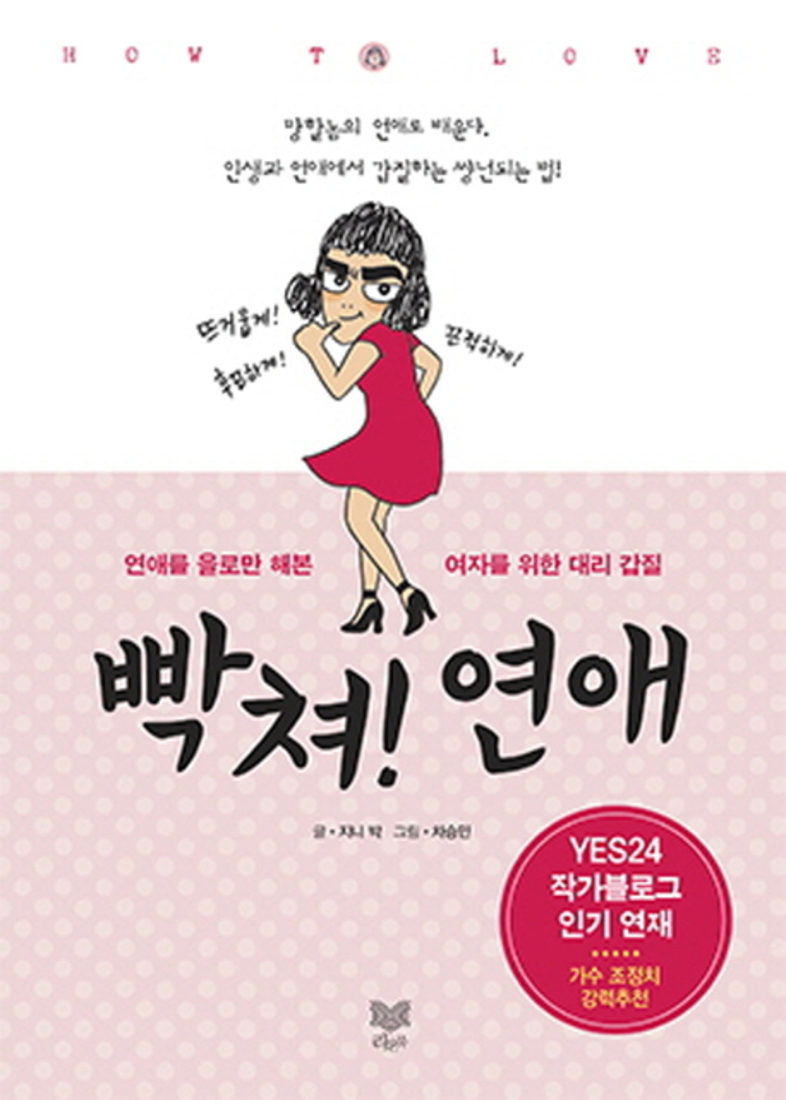 HOW TO LOVE
망할놈의 연애로 배운다.
인생과 연애에서 갑질하는 쌍년되는 법!
뜨거웁게!
끈적하게!
후끈하게!
연애를 을로만 해본 여자를 위한 대리 갑질
빡쳐! 연애
글 • 지니 박 그림 • 차승민
YES24
작가블로그
인기 연재
가수 조정치
강력추천